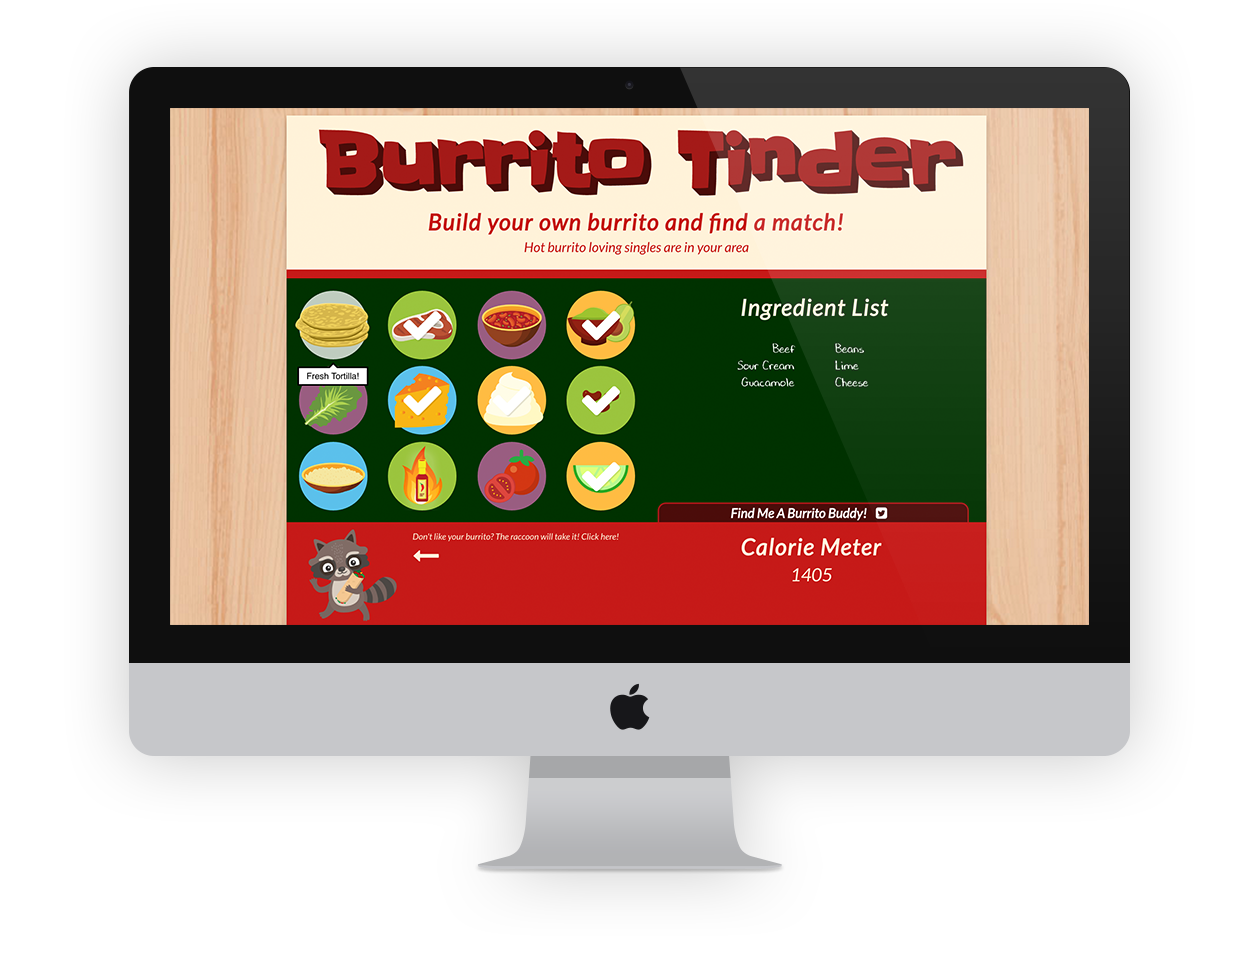 Burrito Tinder
Build your own burrito and find a match!
Hot burrito loving singles are in your area
Fresh Tortilla!
Ingredient List
Beef
Beans
Sour Cream
Lime
Guacamole
Cheese
Find Me A Burrito Buddy!
Don't like your burrito? The raccoon will take it! Click here!
Calorie Meter
1405